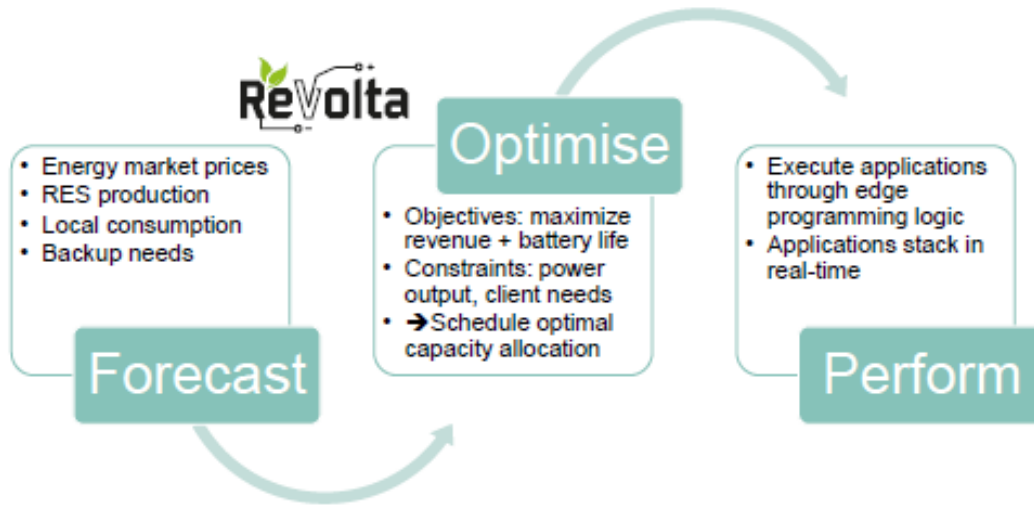 ReVolta
• Energy market prices
• RES production
• Local consumption
• Backup needs
Forecast
Optimise
• Objectives: maximize
revenue + battery life
• Constraints: power
output, client needs
• ➔Schedule optimal
capacity allocation
• Execute applications
through edge
programming logic
• Applications stack in
real-time
Perform